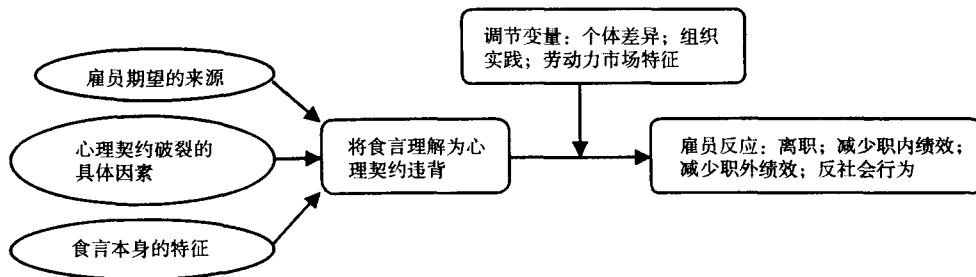 调节变量：个体差异；组织
实践；劳动力市场特征
雇员期望的来源
心理契约破裂的
具体因素
将食言理解为心
理契约违背
雇员反应：离职；减少职内绩效；
减少职外绩效；反社会行为
食言本身的特征